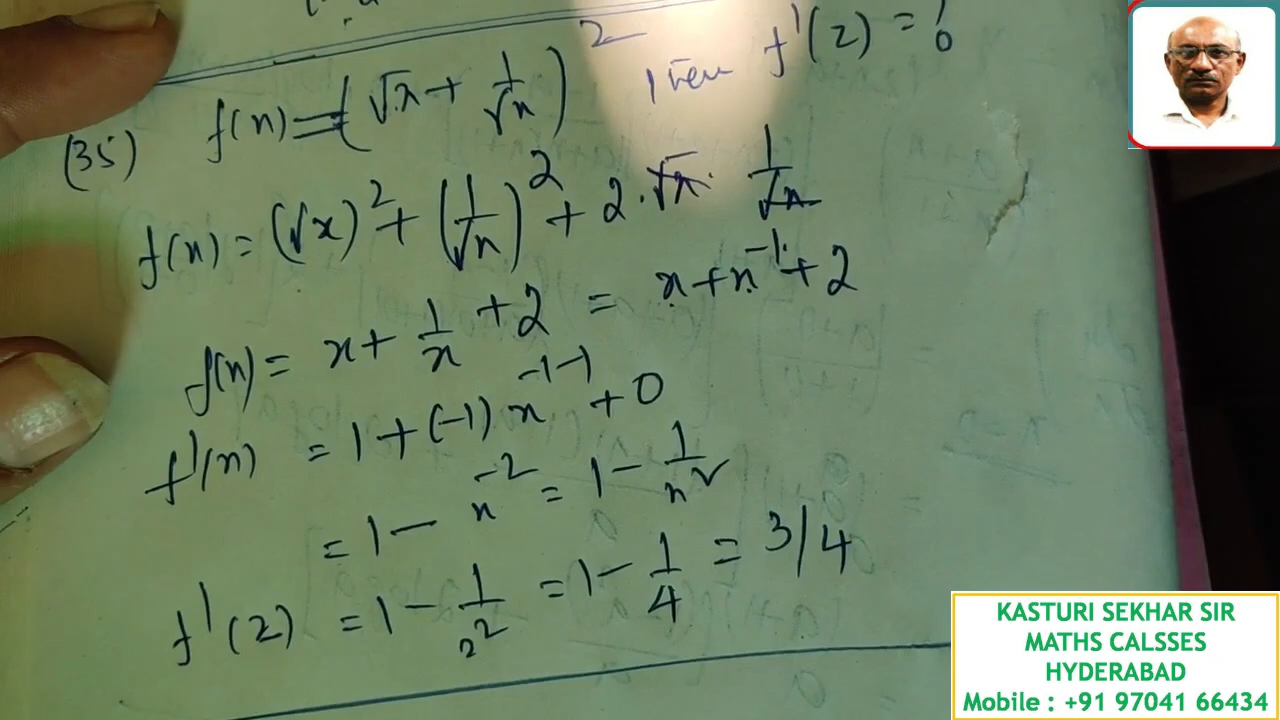 (35) f(x) = (√x + 1/√x)² then f'(2) = ?
f(x) = (√x)² + (1/√x)² + 2.√x. 1/√x
f(x) = x + 1/x + 2 = x + x⁻¹ + 2
f'(x) = 1 + (-1) x⁻¹⁻¹ + 0
= 1 - x⁻² = 1 - 1/x²
f'(2) = 1 - 1/2² = 1 - 1/4 = 3/4
KASTURI SEKHAR SIR
MATHS CALSSES
HYDERABAD
Mobile : +91 97041 66434